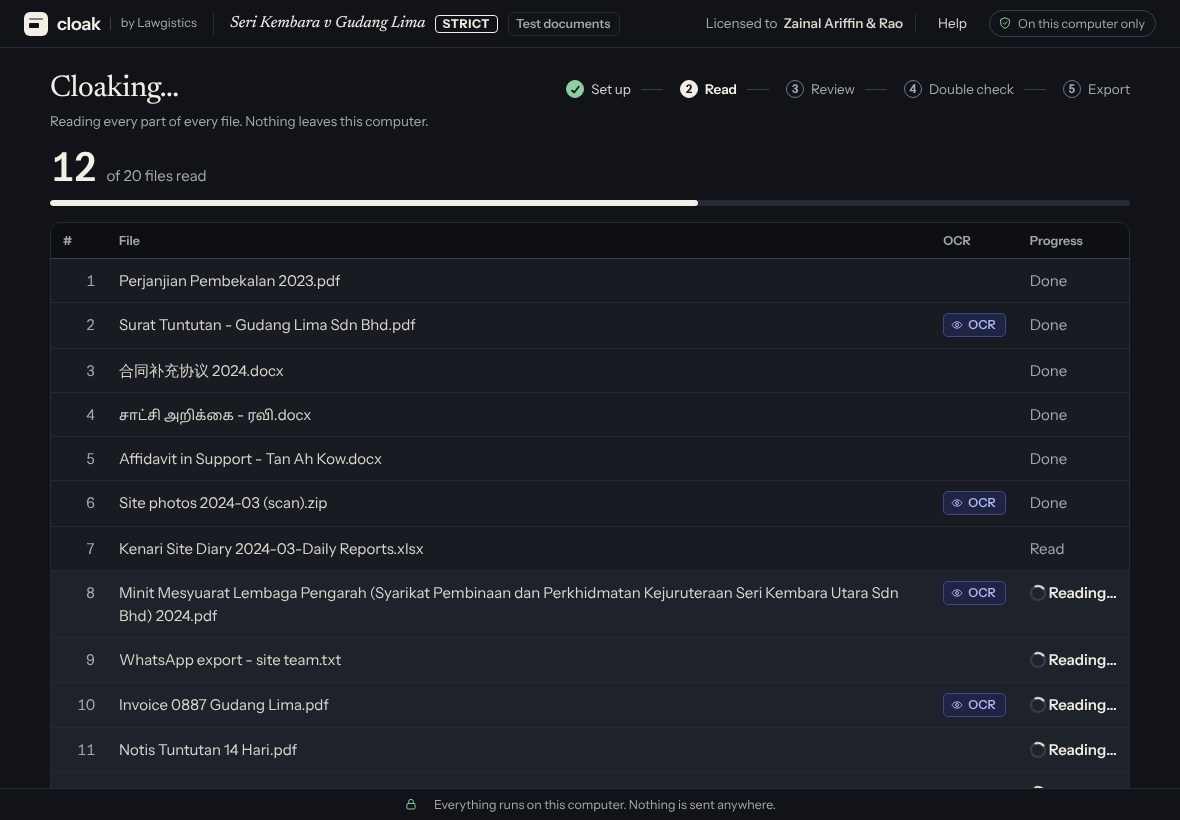 cloak by Lawgistics Seri Kembara v Gudang Lima STRICT Test documents Licensed to Zainal Ariffin & Rao Help On this computer only
Cloaking... Set up 2 Read 3 Review 4 Double check 5 Export
Reading every part of every file. Nothing leaves this computer.
12 of 20 files read
# File OCR Progress
1 Perjanjian Pembekalan 2023.pdf Done
2 Surat Tuntutan - Gudang Lima Sdn Bhd.pdf OCR Done
3 合同补充协议 2024.docx Done
4 சாட்சி அறிக்கை - ரவி.docx Done
5 Affidavit in Support - Tan Ah Kow.docx Done
6 Site photos 2024-03 (scan).zip OCR Done
7 Kenari Site Diary 2024-03-Daily Reports.xlsx Read
8 Minit Mesyuarat Lembaga Pengarah (Syarikat Pembinaan dan Perkhidmatan Kejuruteraan Seri Kembara Utara Sdn OCR Reading...
Bhd) 2024.pdf
9 WhatsApp export - site team.txt Reading...
10 Invoice 0887 Gudang Lima.pdf OCR Reading...
11 Notis Tuntutan 14 Hari.pdf Reading...
Everything runs on this computer. Nothing is sent anywhere.